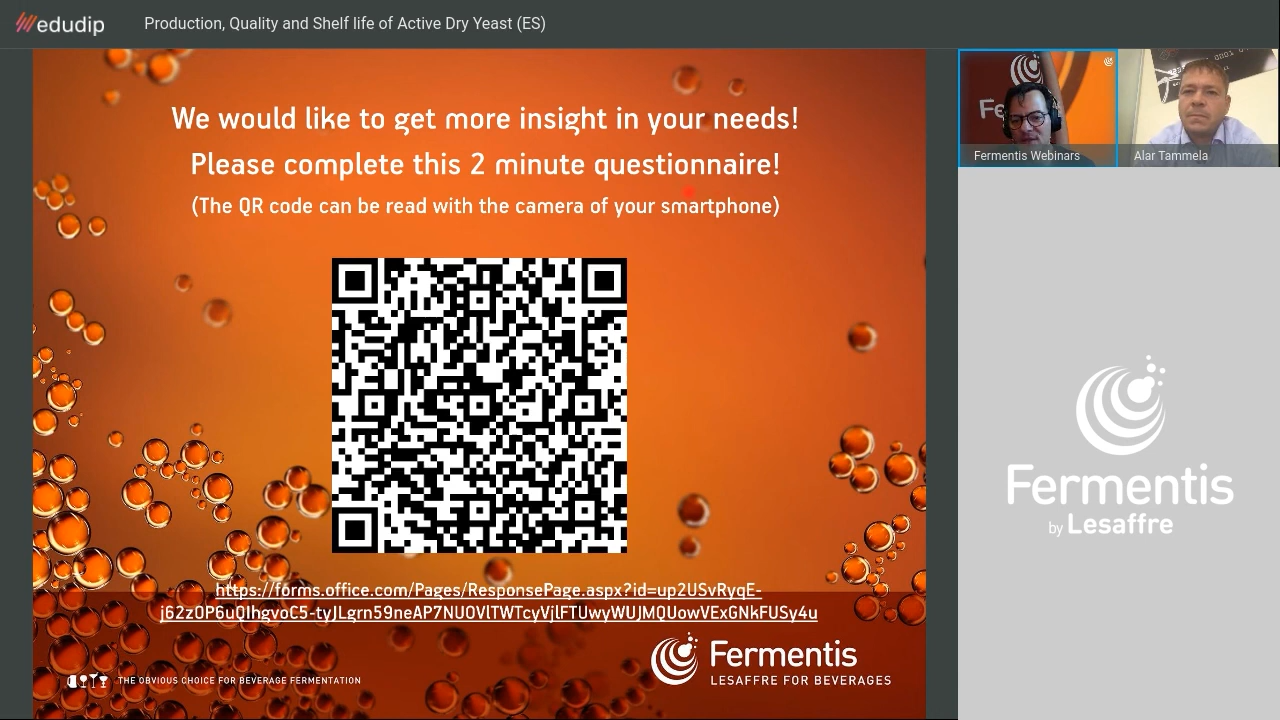 edudip
Production, Quality and Shelf life of Active Dry Yeast (ES)
We would like to get more insight in your needs!
Please complete this 2 minute questionnaire!
(The QR code can be read with the camera of your smartphone)
https://forms.office.com/Pages/ResponsePage.aspx?id=up2USvRyqE-
j62z0P6uQIhgvoC5-tyJLgrn59neAP7NUOVlTWTcyVjlFTUwyWUJMQUowVExGNkFUSy4u
Fermentis
LESAFFRE FOR BEVERAGES
THE OBVIOUS CHOICE FOR BEVERAGE FERMENTATION
Fermentis Webinars
Alar Tammela
Fermentis
by Lesaffre